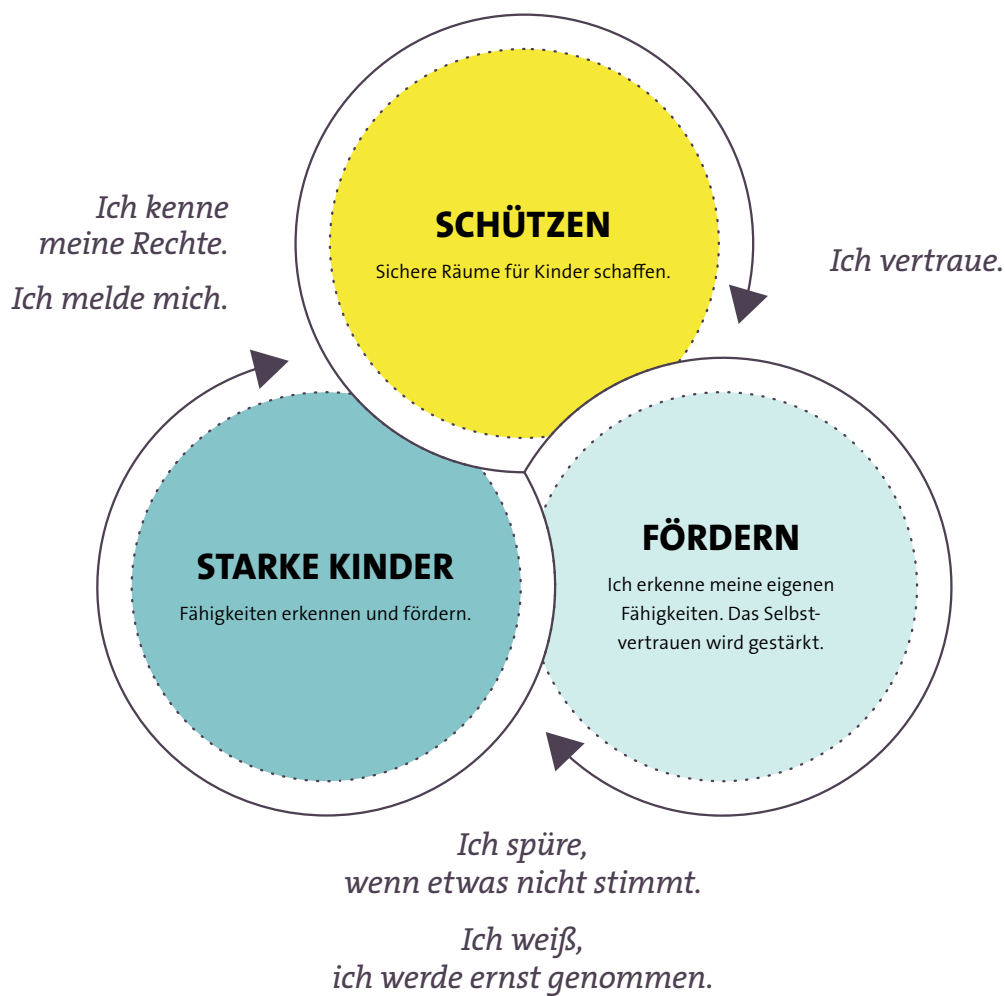 SCHÜTZEN
Sichere Räume für Kinder schaffen.
Ich vertraue.
FÖRDERN
Ich erkenne meine eigenen
Fähigkeiten. Das Selbst-
vertrauen wird gestärkt.
Ich spüre,
wenn etwas nicht stimmt.
Ich weiß,
ich werde ernst genommen.
STARKE KINDER
Fähigkeiten erkennen und fördern.
Ich kenne
meine Rechte.
Ich melde mich.